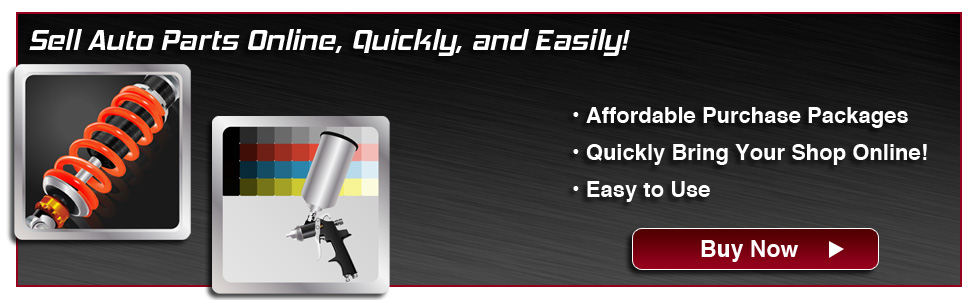 Sell Auto Parts Online, Quickly, and Easily!
• Affordable Purchase Packages
• Quickly Bring Your Shop Online!
• Easy to Use
Buy Now